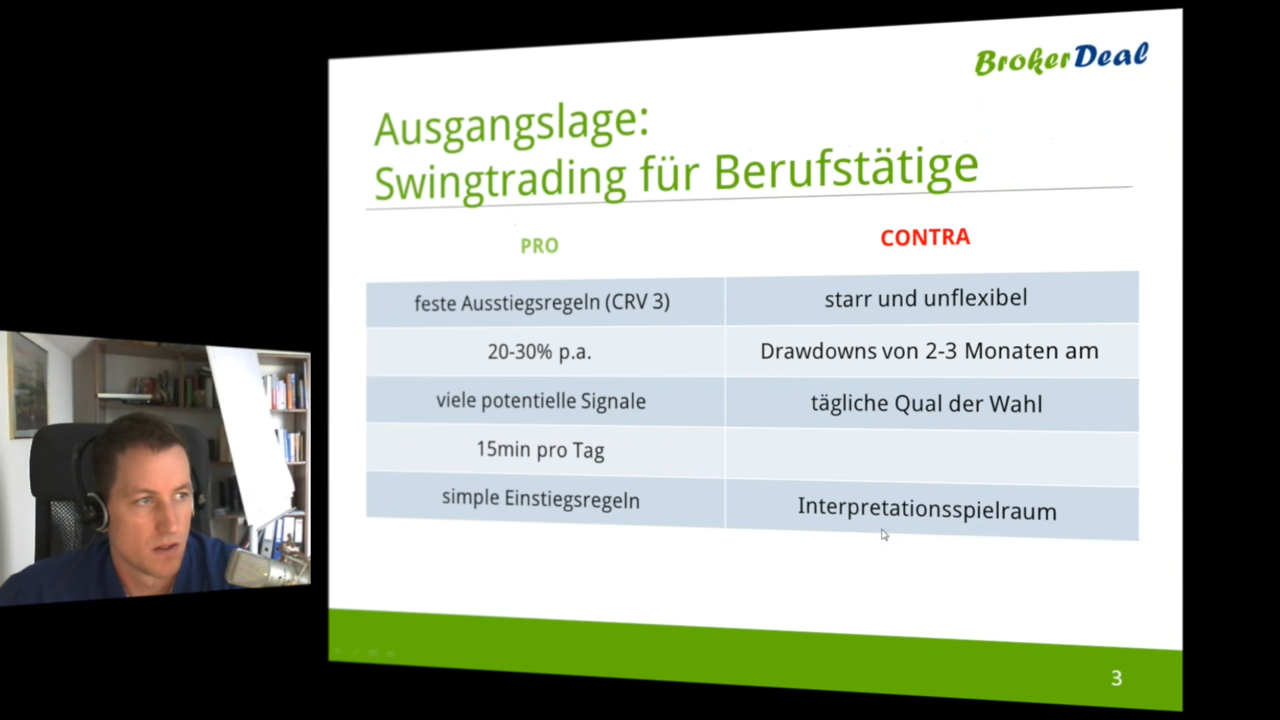 BrokerDeal
Ausgangslage:
Swingtrading für Berufstätige
PRO
CONTRA
feste Ausstiegsregeln (CRV 3)
starr und unflexibel
20-30% p.a.
Drawdowns von 2-3 Monaten am
viele potentielle Signale
tägliche Qual der Wahl
15min pro Tag
simple Einstiegsregeln
Interpretationsspielraum
3